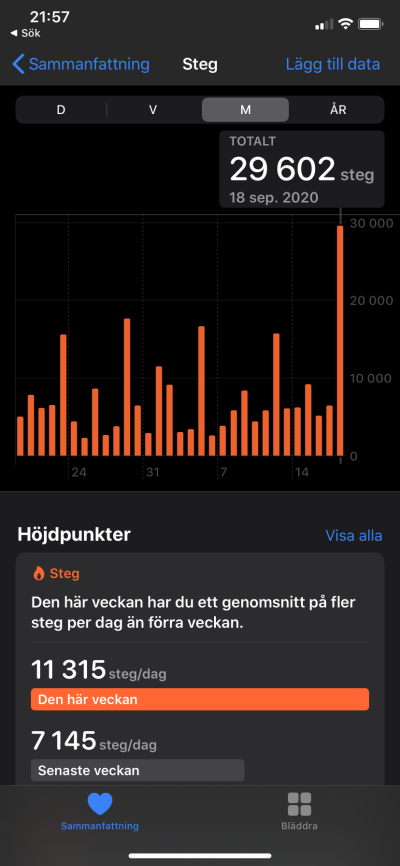 21:57
◀ Sök
Sammanfattning Steg Lägg till data
D V M ÅR
TOTALT
29 602 steg
18 sep. 2020
30 000
20 000
10 000
0
24 31 7 14
Höjdpunkter Visa alla
Steg
Den här veckan har du ett genomsnitt på fler
steg per dag än förra veckan.
11 315 steg/dag
Den här veckan
7 145 steg/dag
Senaste veckan
Sammanfattning Bläddra